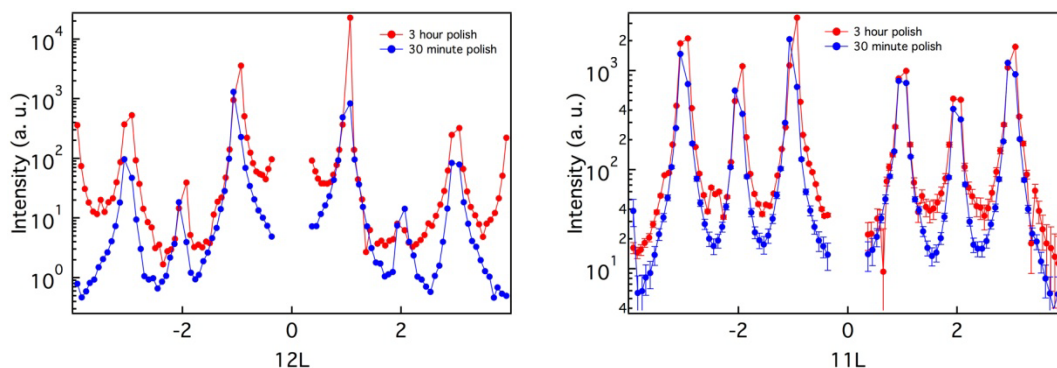 Intensity (a. u.)
10⁴
10³
10²
10¹
10⁰
3 hour polish
30 minute polish
-2
0
2
12L
Intensity (a. u.)
2
10³
4
2
10²
4
2
10¹
4
3 hour polish
30 minute polish
-2
0
2
11L